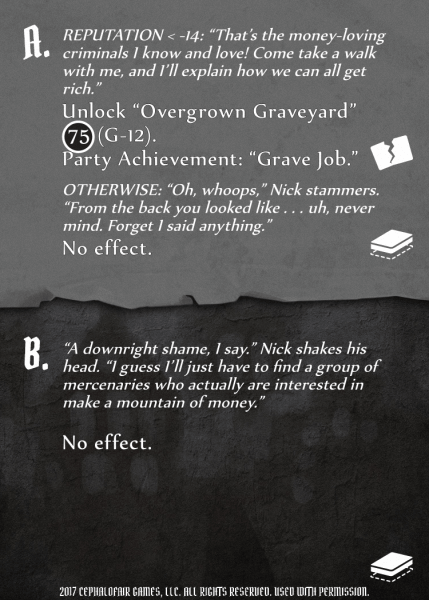 A.
REPUTATION < -14: “That’s the money-loving
criminals I know and love! Come take a walk
with me, and I’ll explain how we can all get
rich.”
Unlock “Overgrown Graveyard”
75 (G-12).
Party Achievement: “Grave Job.”
OTHERWISE: “Oh, whoops,” Nick stammers.
“From the back you looked like . . . uh, never
mind. Forget I said anything.”
No effect.
B.
“A downright shame, I say.” Nick shakes his
head. “I guess I’ll just have to find a group of
mercenaries who actually are interested in
make a mountain of money.”
No effect.
2017 CEPHALOFAIR GAMES, LLC. ALL RIGHTS RESERVED. USED WITH PERMISSION.